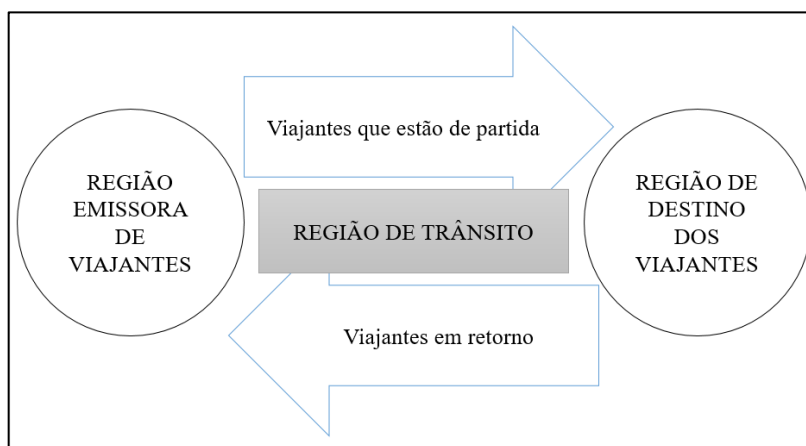 Viajantes que estão de partida
REGIÃO
EMISSORA
DE
VIAJANTES
REGIÃO DE TRÂNSITO
REGIÃO DE
DESTINO
DOS
VIAJANTES
Viajantes em retorno